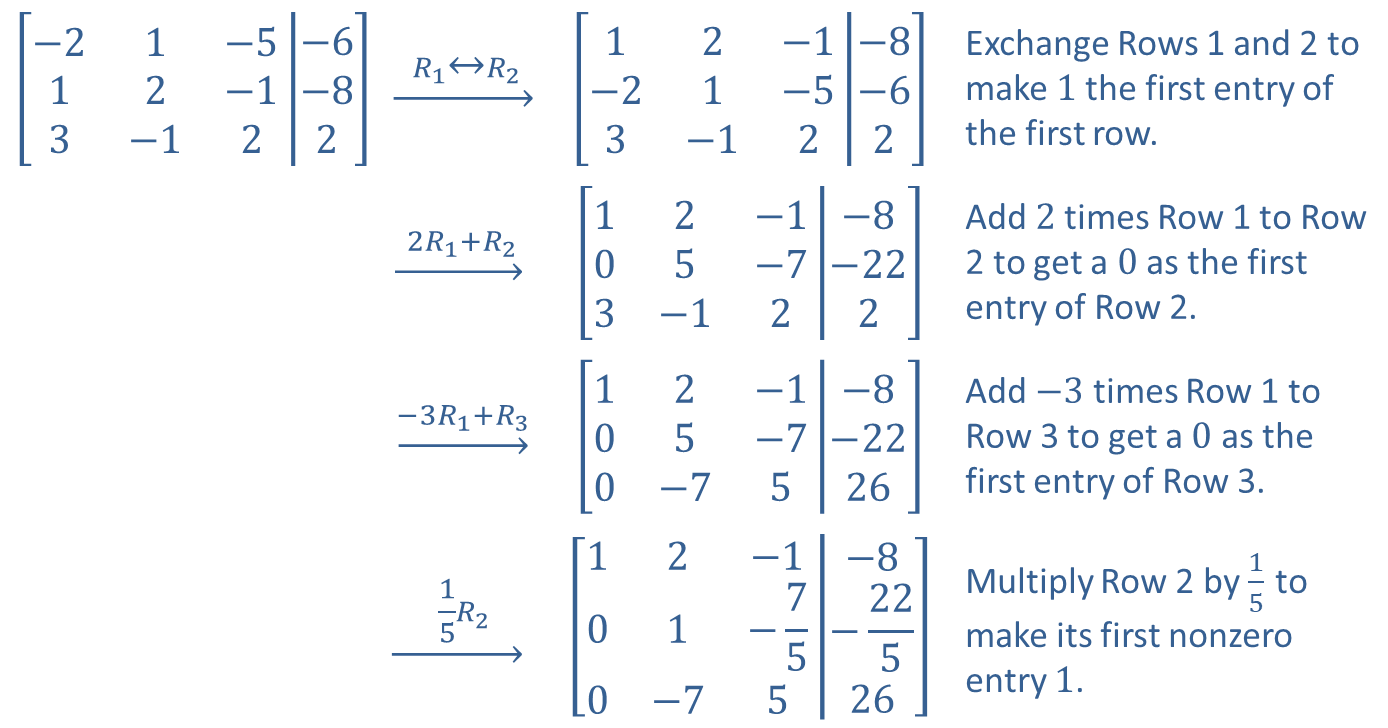 −2 1 −5 | −6 R₁↔R₂ 1 2 −1 | −8 Exchange Rows 1 and 2 to
1 2 −1 | −8 −2 1 −5 | −6 make 1 the first entry of
3 −1 2 | 2 3 −1 2 | 2 the first row.
2R₁+R₂ 1 2 −1 | −8 Add 2 times Row 1 to Row
0 5 −7 | −22 2 to get a 0 as the first
3 −1 2 | 2 entry of Row 2.
−3R₁+R₃ 1 2 −1 | −8 Add −3 times Row 1 to
0 5 −7 | −22 Row 3 to get a 0 as the
0 −7 5 | 26 first entry of Row 3.
1/5 R₂ 1 2 −1 | −8 Multiply Row 2 by 1/5 to
0 1 −7/5 | −22/5 make its first nonzero
0 −7 5 | 26 entry 1.